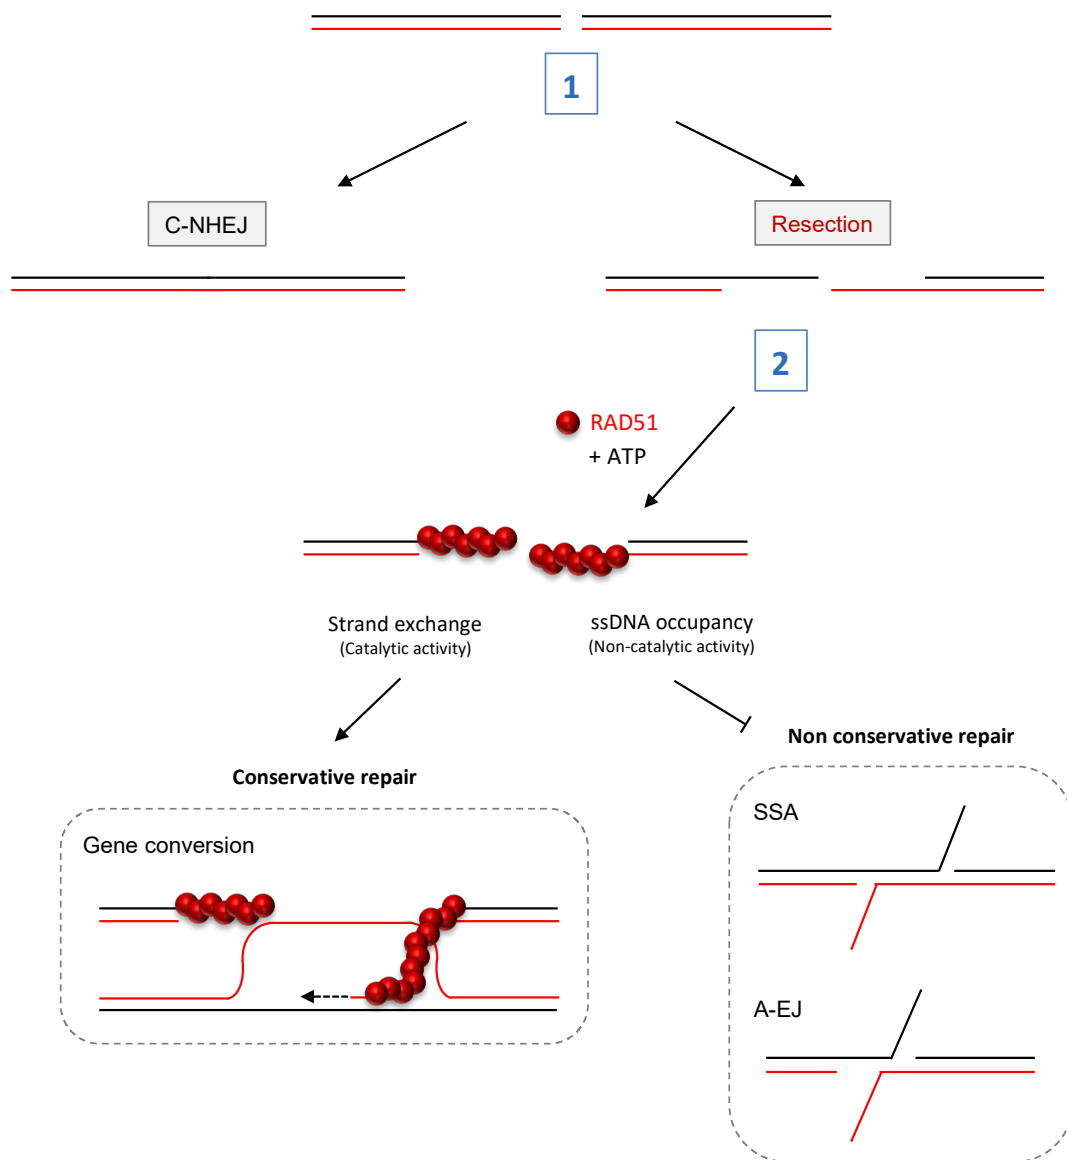 1
C-NHEJ
Resection
2
RAD51
+ ATP
Strand exchange
(Catalytic activity)
ssDNA occupancy
(Non-catalytic activity)
Conservative repair
Gene conversion
Non conservative repair
SSA
A-EJ